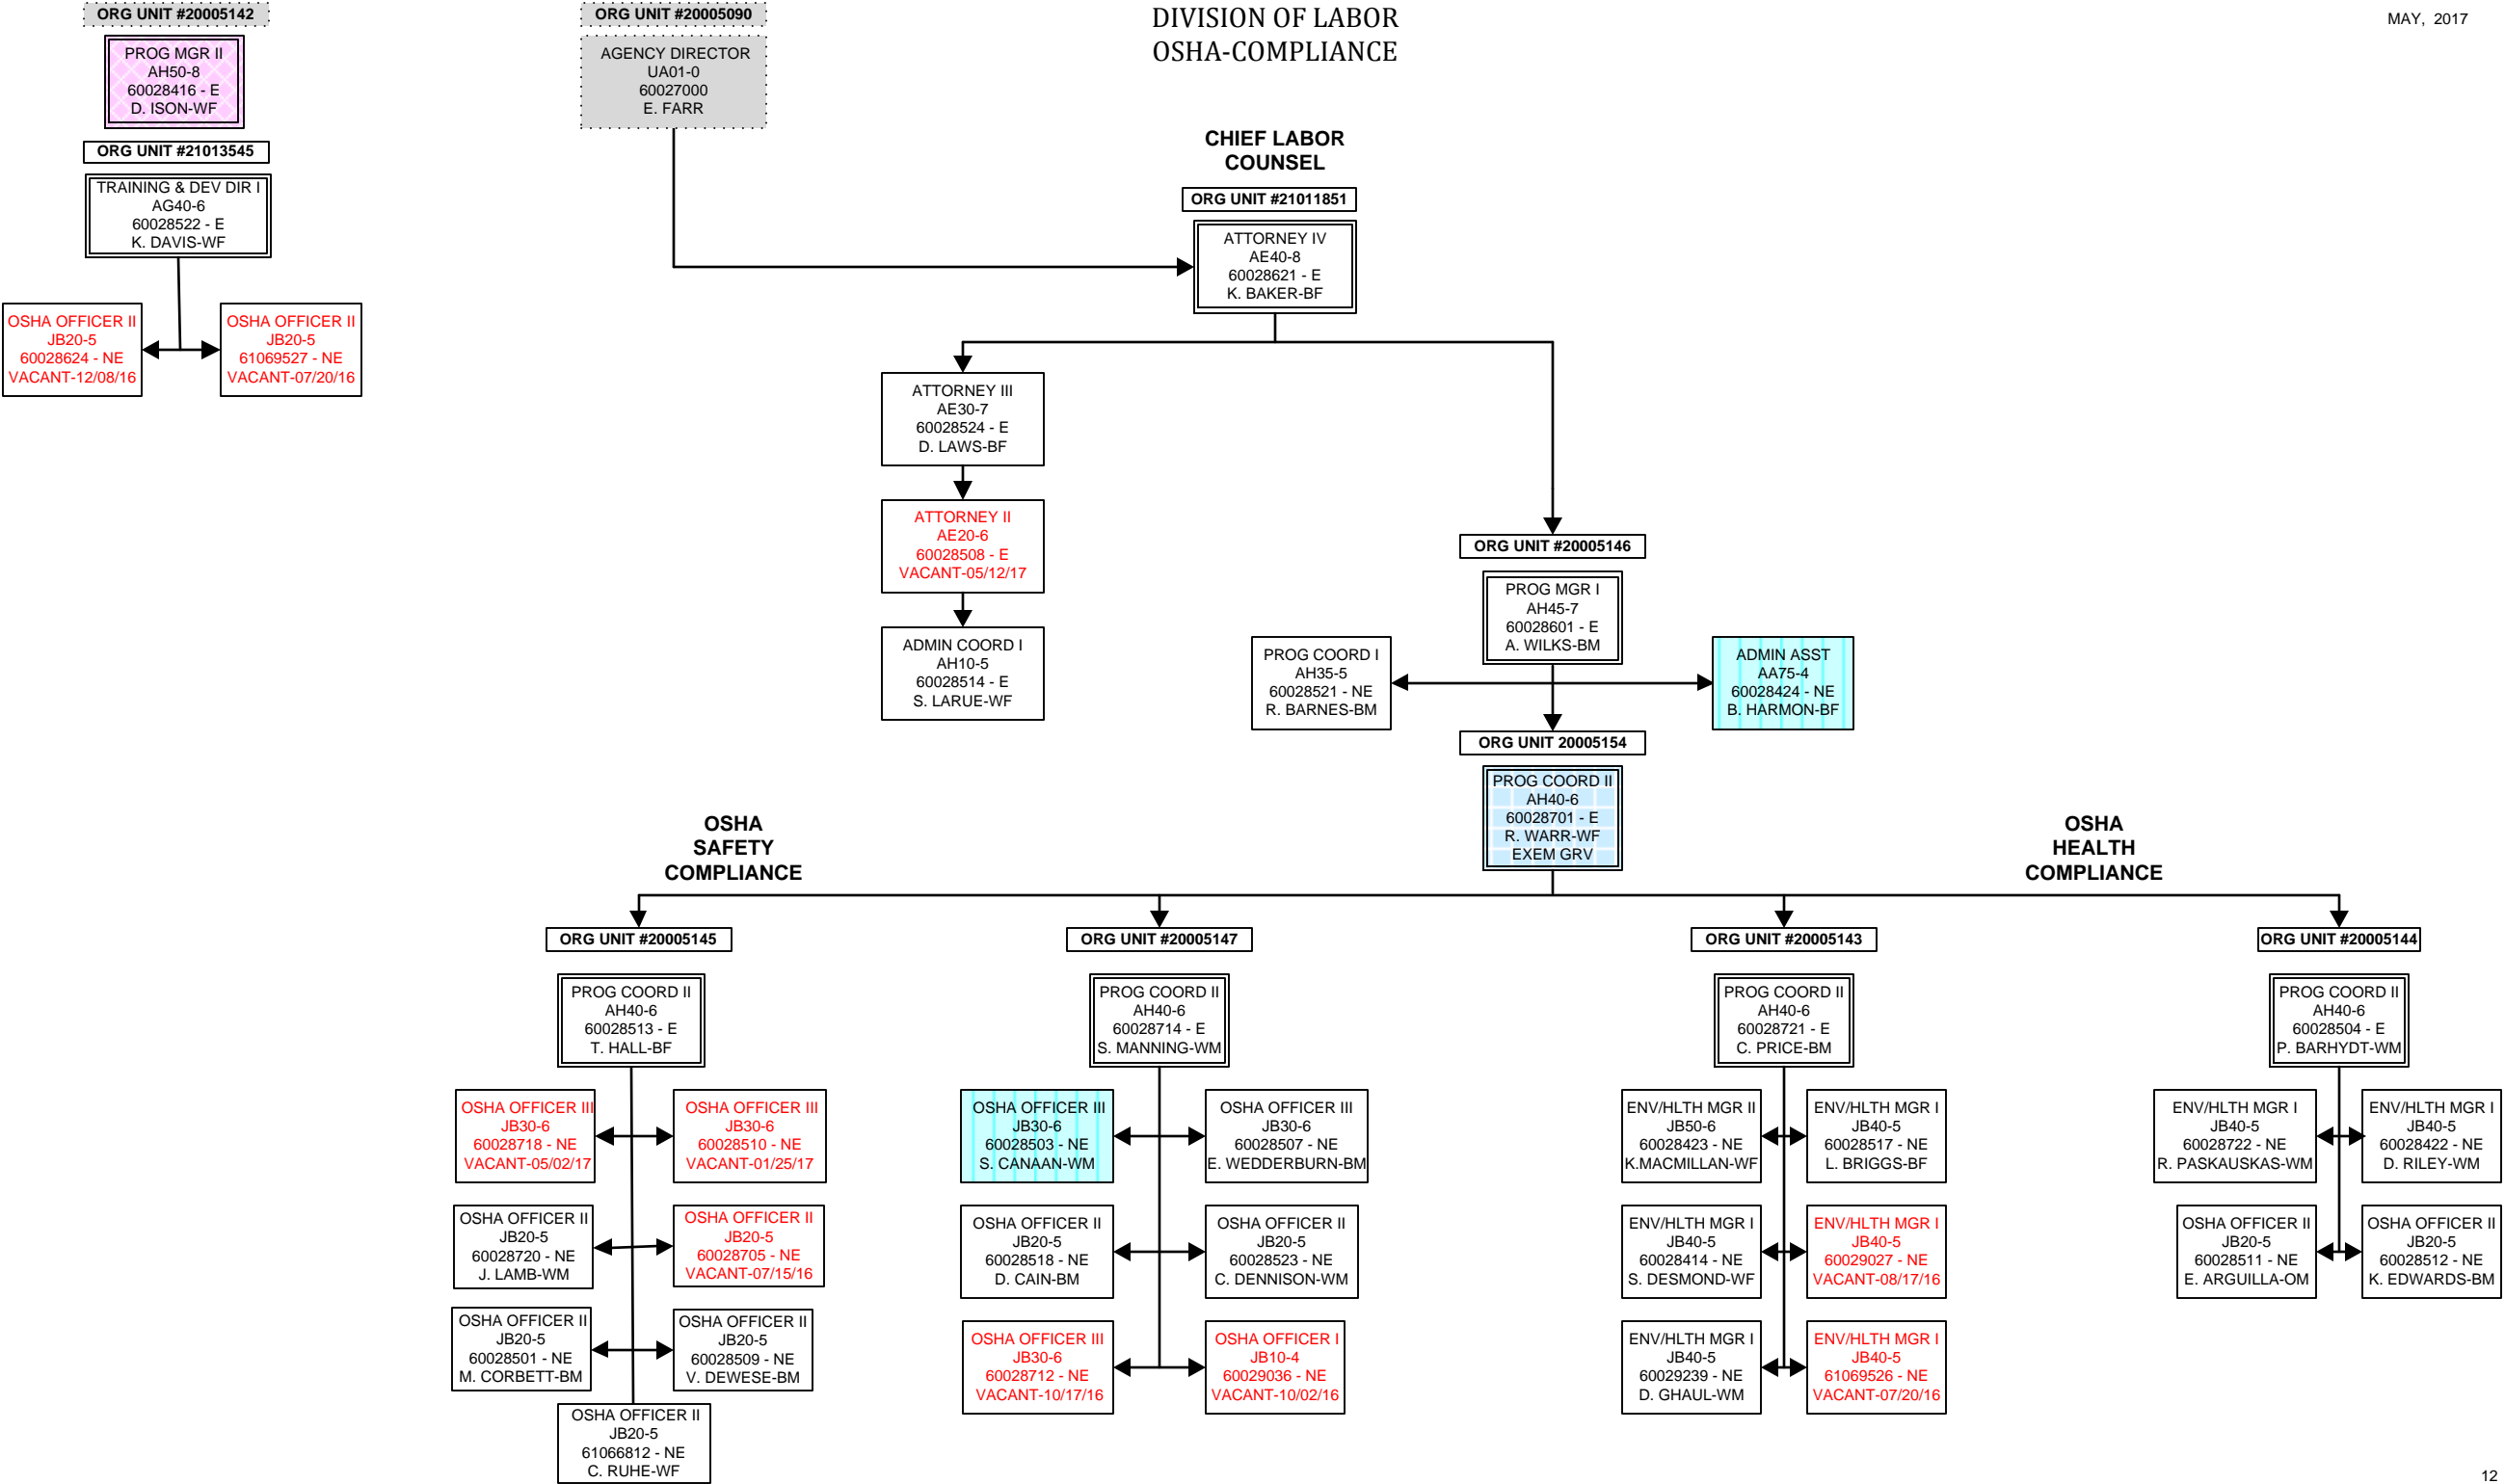 DIVISION OF LABOR
OSHA-COMPLIANCE
MAY, 2017
ORG UNIT #20005142
PROG MGR II
AH50-8
60028416 - E
D. ISON-WF
ORG UNIT #21013545
TRAINING & DEV DIR I
AG40-6
60028522 - E
K. DAVIS-WF
OSHA OFFICER II
JB20-5
60028624 - NE
VACANT-12/08/16
OSHA OFFICER II
JB20-5
61069527 - NE
VACANT-07/20/16
ORG UNIT #20005090
AGENCY DIRECTOR
UA01-0
60027000
E. FARR
CHIEF LABOR
COUNSEL
ORG UNIT #21011851
ATTORNEY IV
AE40-8
60028621 - E
K. BAKER-BF
ATTORNEY III
AE30-7
60028524 - E
D. LAWS-BF
ATTORNEY II
AE20-6
60028508 - E
VACANT-05/12/17
ADMIN COORD I
AH10-5
60028514 - E
S. LARUE-WF
ORG UNIT #20005146
PROG MGR I
AH45-7
60028601 - E
A. WILKS-BM
PROG COORD I
AH35-5
60028521 - NE
R. BARNES-BM
ADMIN ASST
AA75-4
60028424 - NE
B. HARMON-BF
ORG UNIT 20005154
PROG COORD II
AH40-6
60028701 - E
R. WARR-WF
EXEM GRV
OSHA
SAFETY
COMPLIANCE
OSHA
HEALTH
COMPLIANCE
ORG UNIT #20005145
PROG COORD II
AH40-6
60028513 - E
T. HALL-BF
OSHA OFFICER III
JB30-6
60028718 - NE
VACANT-05/02/17
OSHA OFFICER III
JB30-6
60028510 - NE
VACANT-01/25/17
OSHA OFFICER II
JB20-5
60028720 - NE
J. LAMB-WM
OSHA OFFICER II
JB20-5
60028705 - NE
VACANT-07/15/16
OSHA OFFICER II
JB20-5
60028501 - NE
M. CORBETT-BM
OSHA OFFICER II
JB20-5
60028509 - NE
V. DEWESE-BM
OSHA OFFICER II
JB20-5
61066812 - NE
C. RUHE-WF
ORG UNIT #20005147
PROG COORD II
AH40-6
60028714 - E
S. MANNING-WM
OSHA OFFICER III
JB30-6
60028503 - NE
S. CANAAN-WM
OSHA OFFICER III
JB30-6
60028507 - NE
E. WEDDERBURN-BM
OSHA OFFICER II
JB20-5
60028518 - NE
D. CAIN-BM
OSHA OFFICER II
JB20-5
60028523 - NE
C. DENNISON-WM
OSHA OFFICER III
JB30-6
60028712 - NE
VACANT-10/17/16
OSHA OFFICER I
JB10-4
60029036 - NE
VACANT-10/02/16
ORG UNIT #20005143
PROG COORD II
AH40-6
60028721 - E
C. PRICE-BM
ENV/HLTH MGR II
JB50-6
60028423 - NE
K.MACMILLAN-WF
ENV/HLTH MGR I
JB40-5
60028517 - NE
L. BRIGGS-BF
ENV/HLTH MGR I
JB40-5
60028414 - NE
S. DESMOND-WF
ENV/HLTH MGR I
JB40-5
60029027 - NE
VACANT-08/17/16
ENV/HLTH MGR I
JB40-5
60029239 - NE
D. GHAUL-WM
ENV/HLTH MGR I
JB40-5
61069526 - NE
VACANT-07/20/16
ORG UNIT #20005144
PROG COORD II
AH40-6
60028504 - E
P. BARHYDT-WM
ENV/HLTH MGR I
JB40-5
60028722 - NE
R. PASKAUSKAS-WM
ENV/HLTH MGR I
JB40-5
60028422 - NE
D. RILEY-WM
OSHA OFFICER II
JB20-5
60028511 - NE
E. ARGUILLA-OM
OSHA OFFICER II
JB20-5
60028512 - NE
K. EDWARDS-BM
12